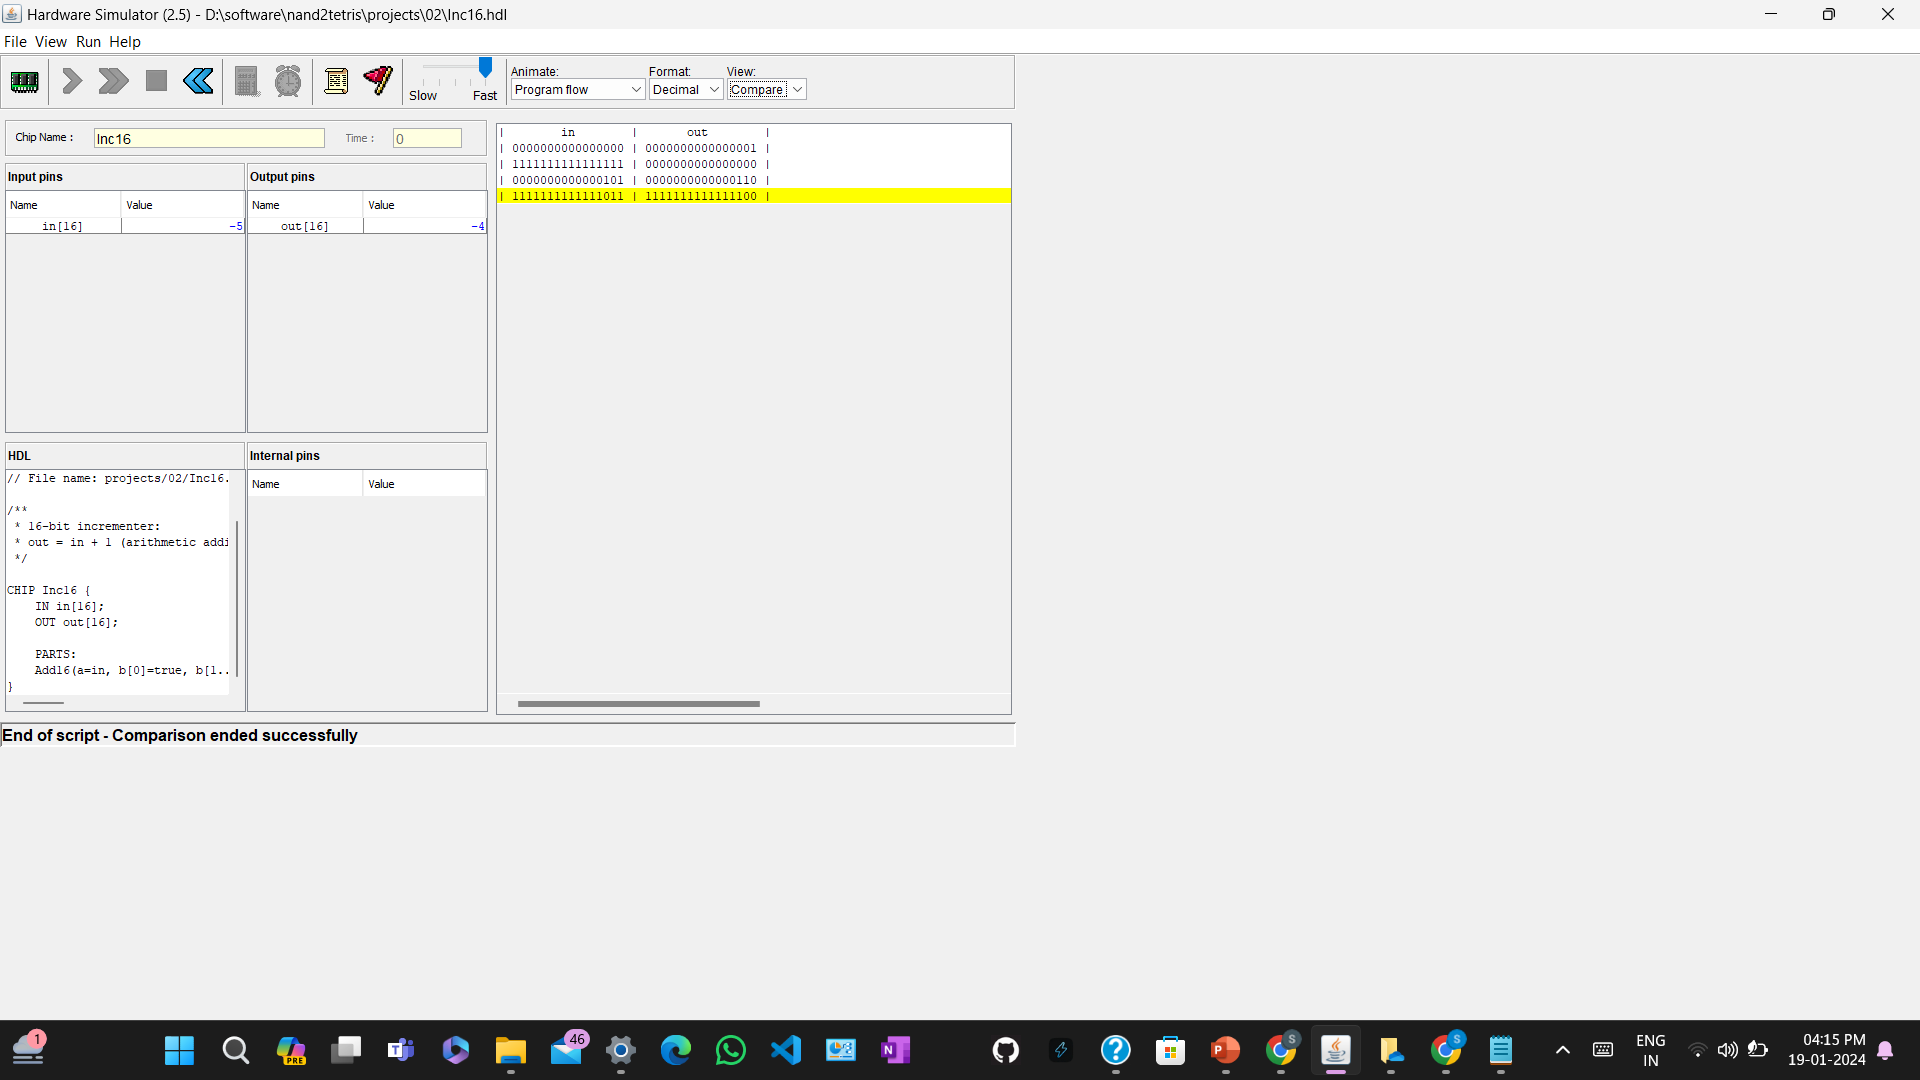 Hardware Simulator (2.5) - D:\software\nand2tetris\projects\02\Inc16.hdl
File View Run Help
Slow Fast
Animate: Format: View:
Program flow Decimal Compare
Chip Name : Inc16 Time : 0
Input pins Output pins
Name Value Name Value
in[16] -5 out[16] -4
| in | out |
| 0000000000000000 | 0000000000000001 |
| 1111111111111111 | 0000000000000000 |
| 0000000000000101 | 0000000000000110 |
| 1111111111111011 | 1111111111111100 |
HDL
// File name: projects/02/Inc16.
/**
* 16-bit incrementer:
* out = in + 1 (arithmetic addi
*/
CHIP Inc16 {
IN in[16];
OUT out[16];
PARTS:
Add16(a=in, b[0]=true, b[1..
}
Internal pins
Name Value
End of script - Comparison ended successfully
1
PRE
46
S
S
ENG
IN
04:15 PM
19-01-2024